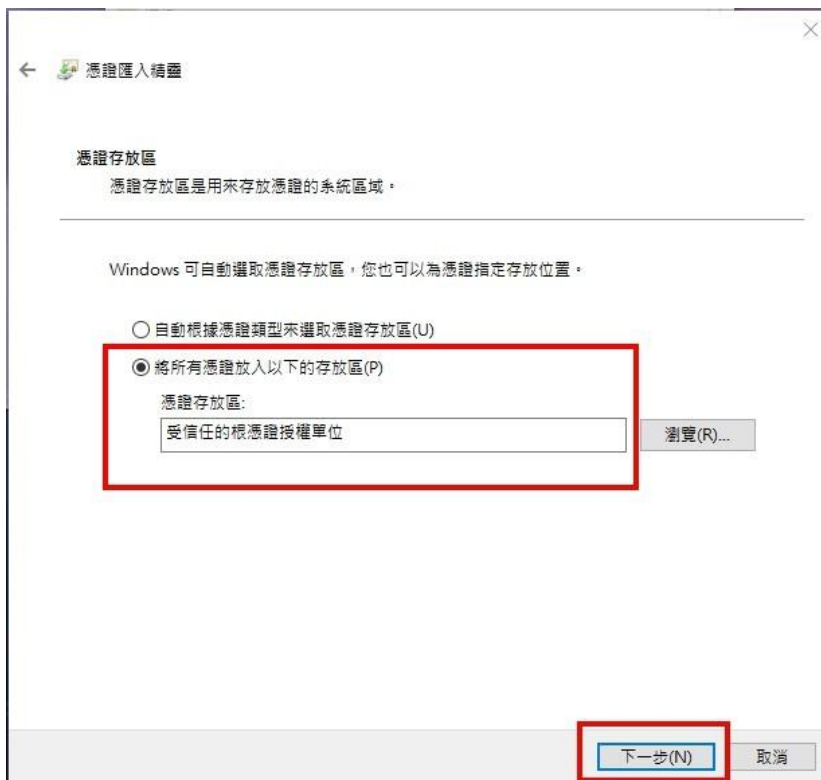 憑證匯入精靈
憑證存放區
憑證存放區是用來存放憑證的系統區域。
Windows 可自動選取憑證存放區，您也可以為憑證指定存放位置。
自動根據憑證類型來選取憑證存放區(U)
將所有憑證放入以下的存放區(P)
憑證存放區:
受信任的根憑證授權單位
瀏覽(R)...
下一步(N)
取消